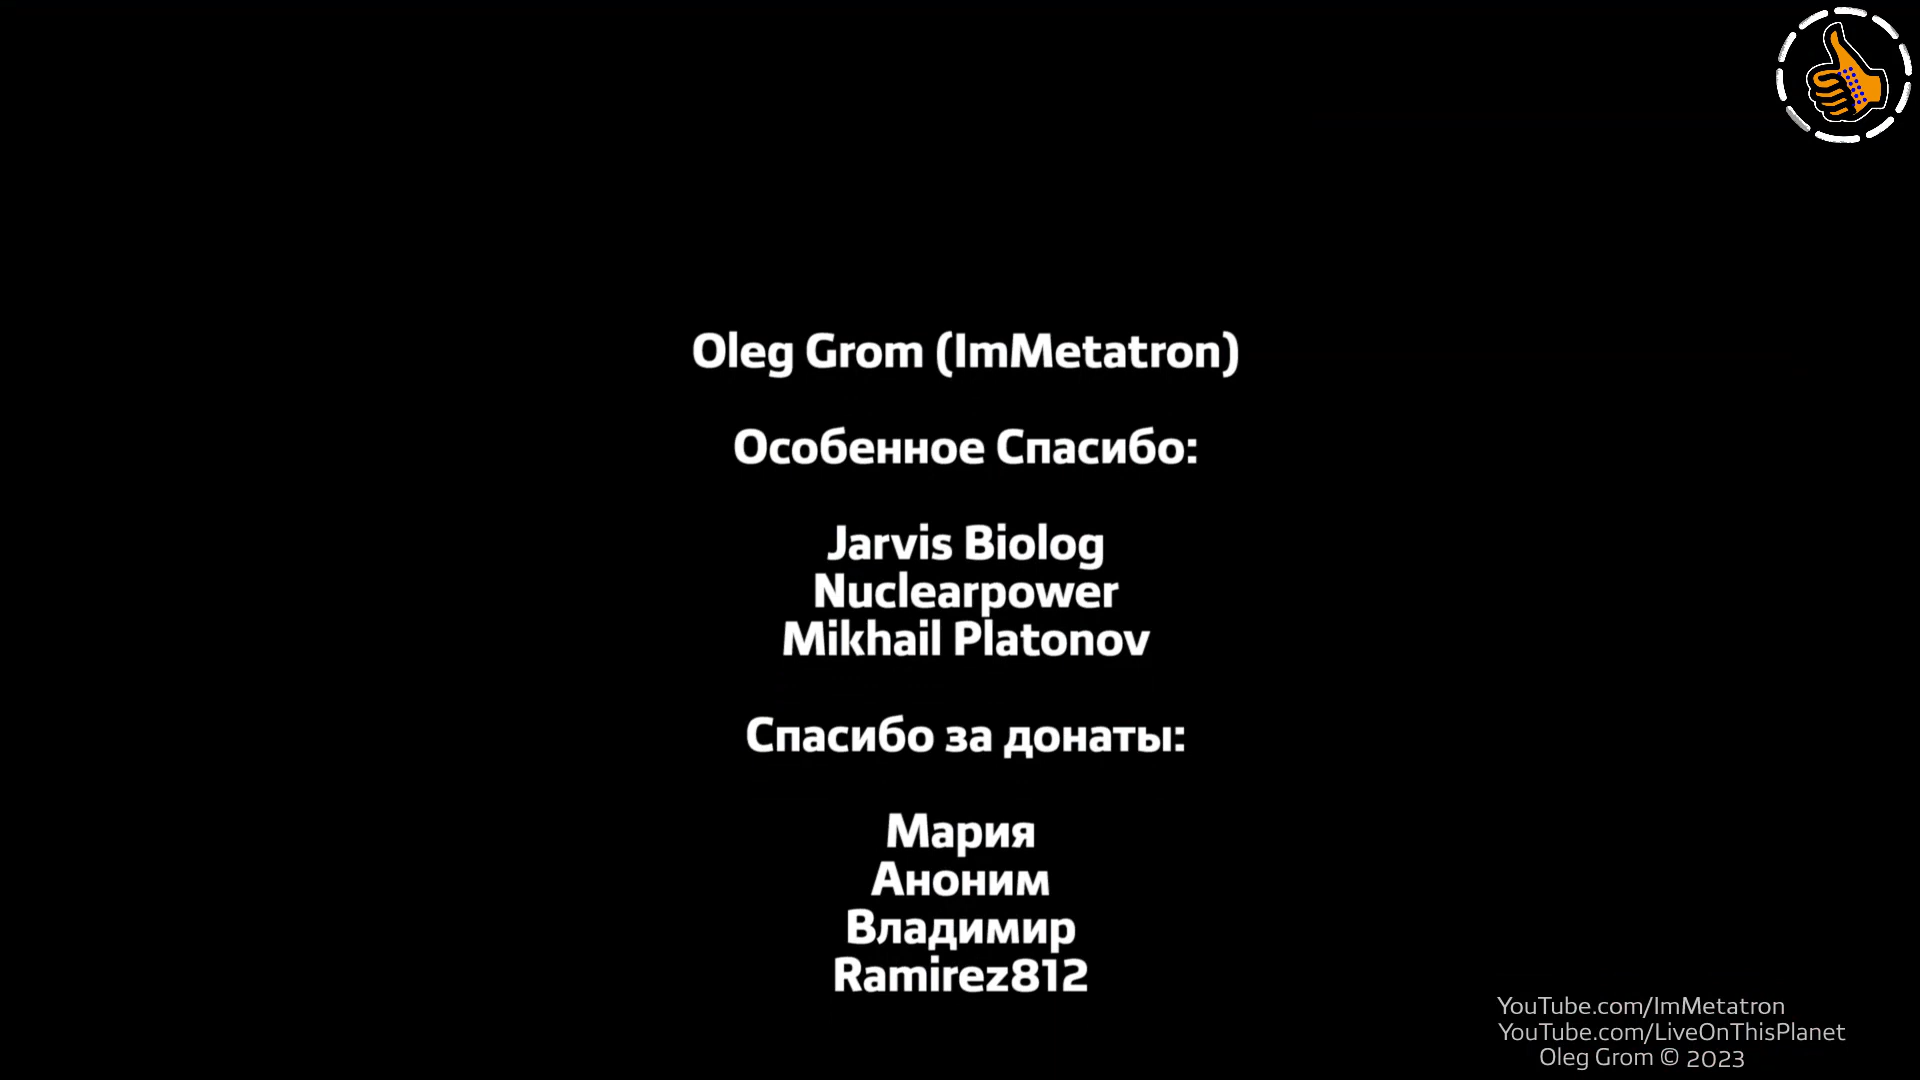 Oleg Grom (ImMetatron)
Особенное Спасибо:
Jarvis Biolog
Nuclearpower
Mikhail Platonov
Спасибо за донаты:
Мария
Аноним
Владимир
Ramirez812
YouTube.com/ImMetatron
YouTube.com/LiveOnThisPlanet
Oleg Grom © 2023